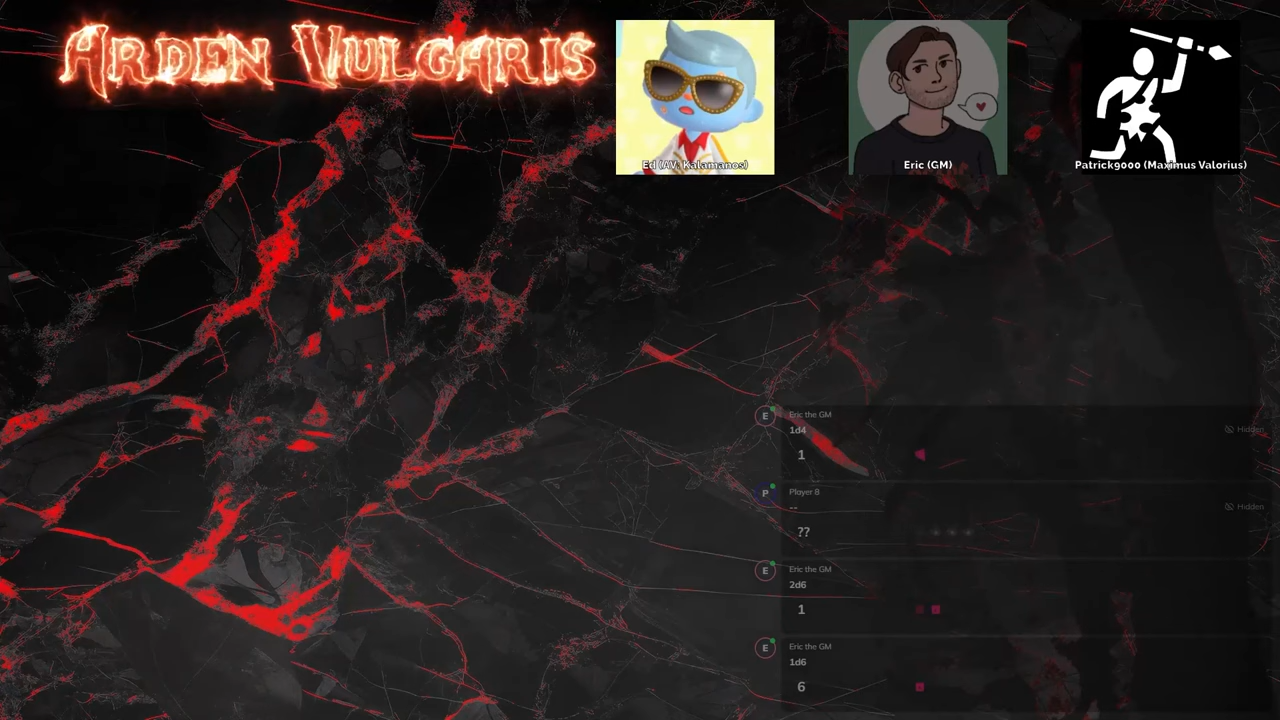 ARDEN VULGARIS
Ed (AV: Kalamanos)
Eric (GM)
Patrick9000 (Maximus Valorius)
E
Eric the GM
1d4
Hidden
1
P
Player 8
--
Hidden
??
E
Eric the GM
2d6
1
E
Eric the GM
1d6
6